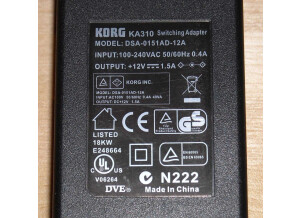 KORG KA310 Switching Adapter
MODEL: DSA-0151AD-12A
INPUT:100-240VAC 50/60Hz 0.4A
OUTPUT: +12V 1.5A
KORG INC.
LISTED
18KW
E248664
V06264
DVE
N222
Made in China